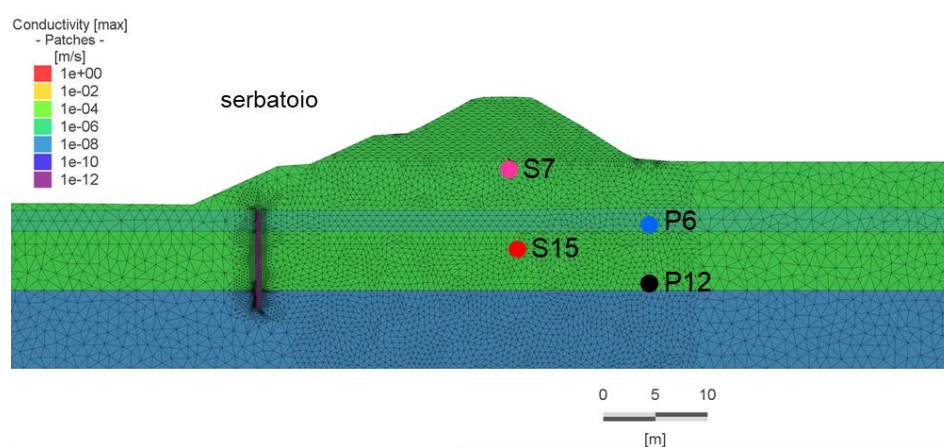 Conductivity [max]
- Patches -
[m/s]
1e+00
1e-02
1e-04
1e-06
1e-08
1e-10
1e-12
serbatoio
S7
P6
S15
P12
0 5 10
[m]